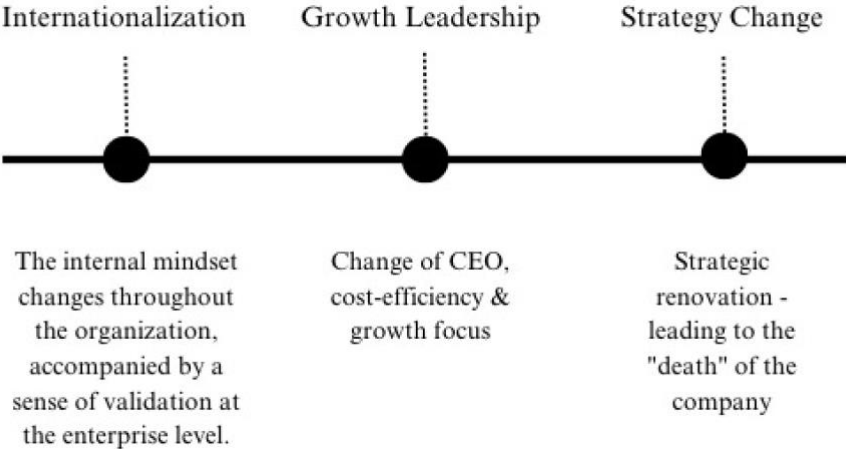 Internationalization
Growth Leadership
Strategy Change
The internal mindset
changes throughout
the organization,
accompanied by a
sense of validation at
the enterprise level.
Change of CEO,
cost-efficiency &
growth focus
Strategic
renovation -
leading to the
"death" of the
company